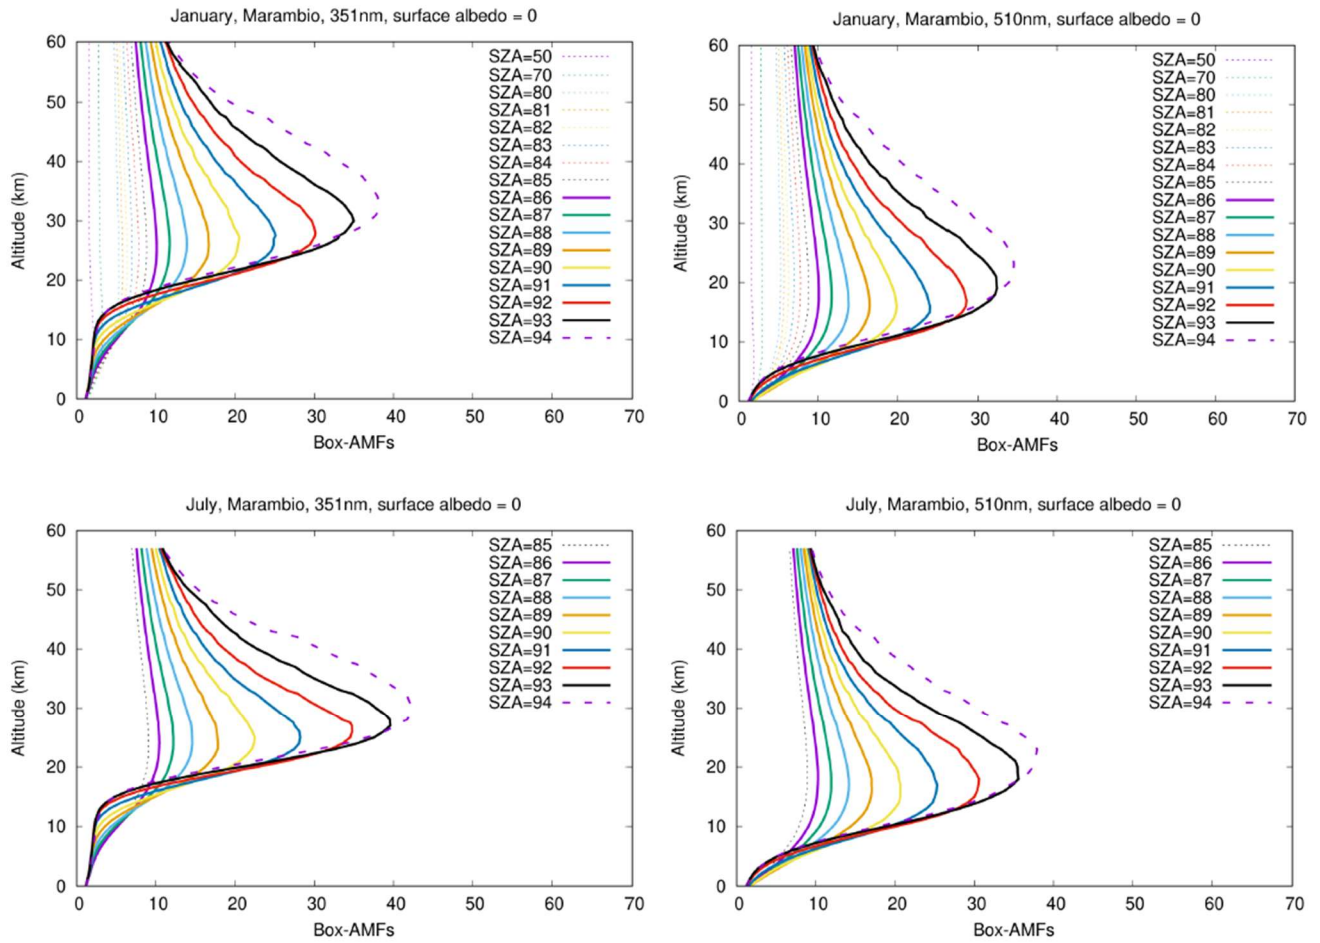 January, Marambio, 351nm, surface albedo = 0
60
50
40
30
20
10
0
Altitude (km)
SZA=50
SZA=70
SZA=80
SZA=81
SZA=82
SZA=83
SZA=84
SZA=85
SZA=86
SZA=87
SZA=88
SZA=89
SZA=90
SZA=91
SZA=92
SZA=93
SZA=94
0 10 20 30 40 50 60 70
Box-AMFs
January, Marambio, 510nm, surface albedo = 0
60
50
40
30
20
10
0
Altitude (km)
SZA=50
SZA=70
SZA=80
SZA=81
SZA=82
SZA=83
SZA=84
SZA=85
SZA=86
SZA=87
SZA=88
SZA=89
SZA=90
SZA=91
SZA=92
SZA=93
SZA=94
0 10 20 30 40 50 60 70
Box-AMFs
July, Marambio, 351nm, surface albedo = 0
60
50
40
30
20
10
0
Altitude (km)
SZA=85
SZA=86
SZA=87
SZA=88
SZA=89
SZA=90
SZA=91
SZA=92
SZA=93
SZA=94
0 10 20 30 40 50 60 70
Box-AMFs
July, Marambio, 510nm, surface albedo = 0
60
50
40
30
20
10
0
Altitude (km)
SZA=85
SZA=86
SZA=87
SZA=88
SZA=89
SZA=90
SZA=91
SZA=92
SZA=93
SZA=94
0 10 20 30 40 50 60 70
Box-AMFs